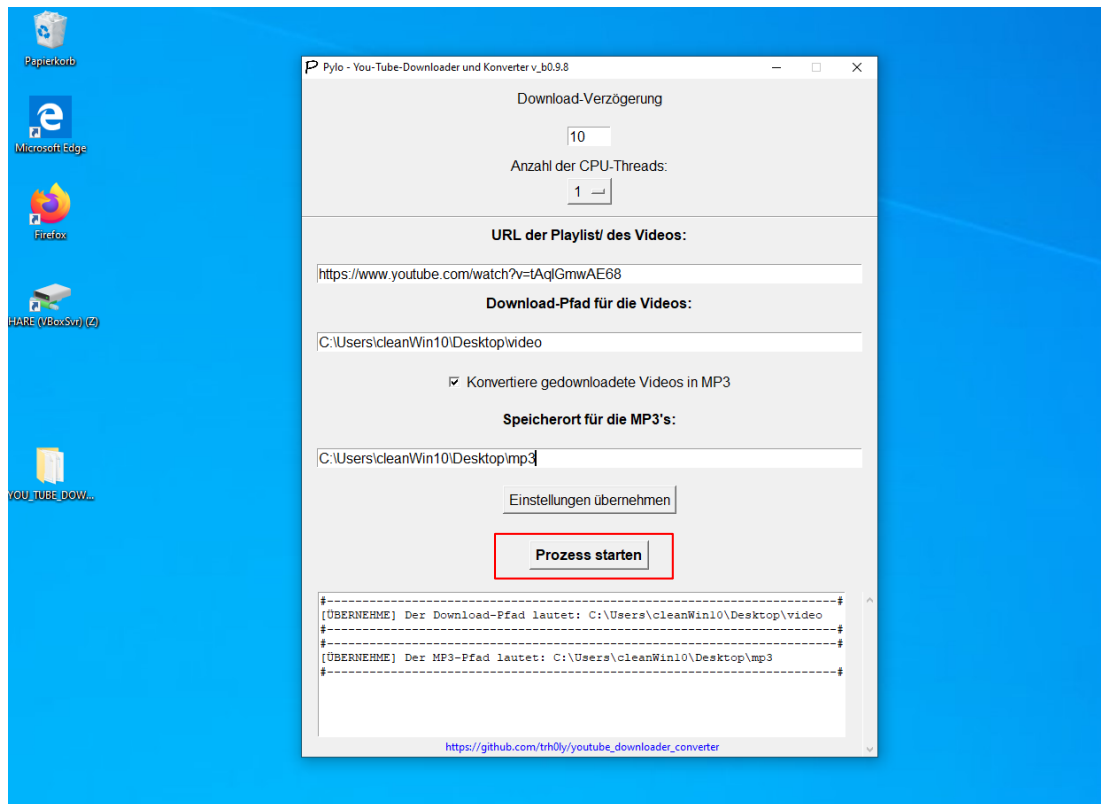 Papierkorb
Microsoft Edge
Firefox
HARE (VBoxSvr) (Z)
YOU_TUBE_DOW...
Pylo - You-Tube-Downloader und Konverter v_b0.9.8
Download-Verzögerung
10
Anzahl der CPU-Threads:
1
URL der Playlist/ des Videos:
https://www.youtube.com/watch?v=tAqlGmwAE68
Download-Pfad für die Videos:
C:\Users\cleanWin10\Desktop\video
Konvertiere gedownloadete Videos in MP3
Speicherort für die MP3's:
C:\Users\cleanWin10\Desktop\mp3
Einstellungen übernehmen
Prozess starten
#-------------------------------------------------------------------------#
[ÜBERNEHME] Der Download-Pfad lautet: C:\Users\cleanWin10\Desktop\video
#-------------------------------------------------------------------------#
#-------------------------------------------------------------------------#
[ÜBERNEHME] Der MP3-Pfad lautet: C:\Users\cleanWin10\Desktop\mp3
#-------------------------------------------------------------------------#
https://github.com/trh0ly/youtube_downloader_converter